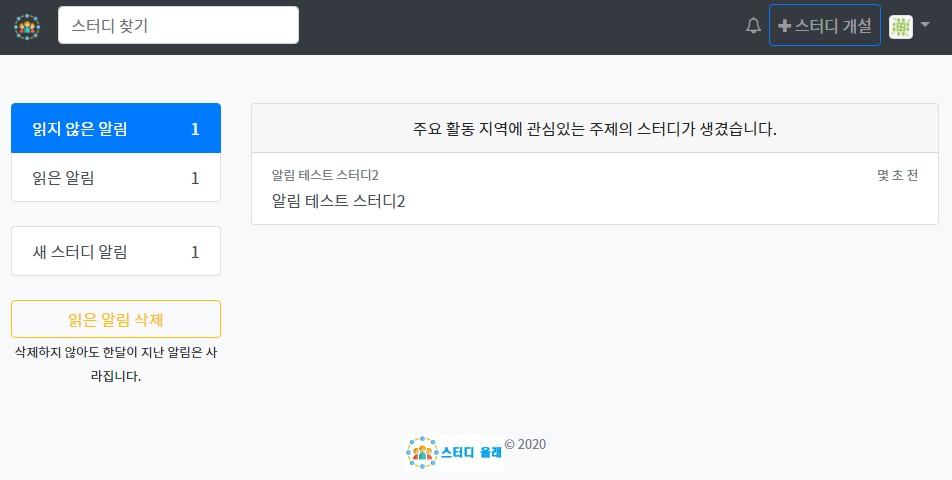 스터디 찾기
스터디 개설
읽지 않은 알림 1
읽은 알림 1
새 스터디 알림 1
읽은 알림 삭제
삭제하지 않아도 한달이 지난 알림은 사
라집니다.
주요 활동 지역에 관심있는 주제의 스터디가 생겼습니다.
알림 테스트 스터디2 몇 초 전
알림 테스트 스터디2
스터디 올래 © 2020